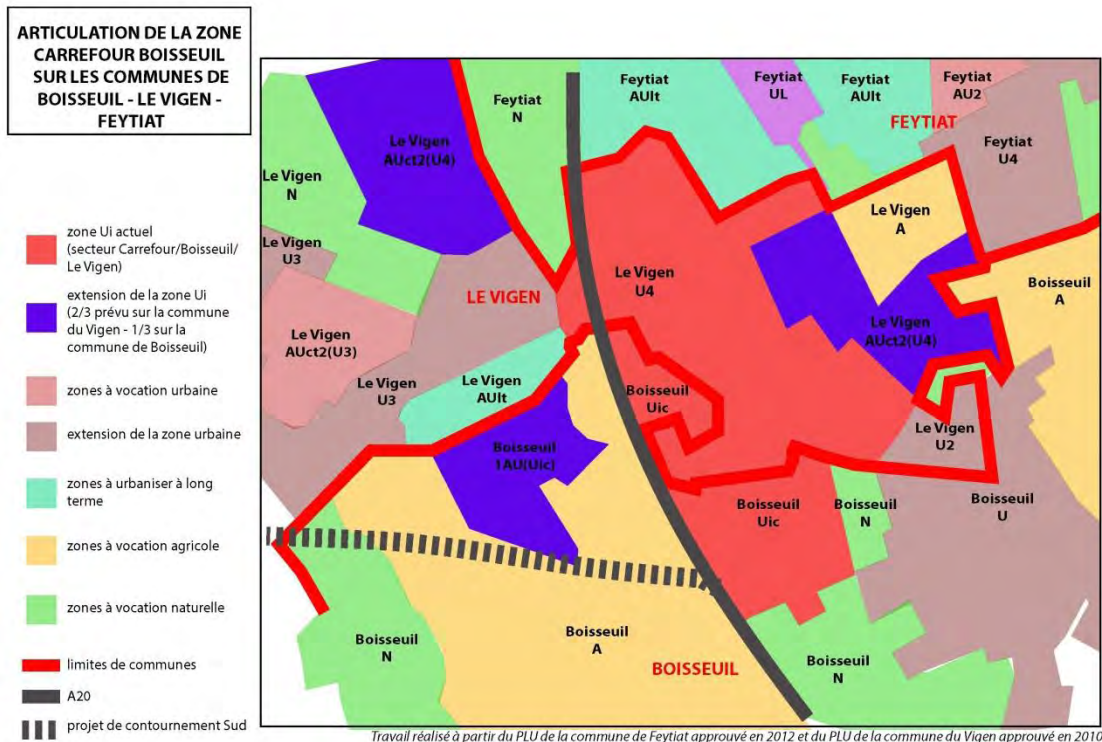 ARTICULATION DE LA ZONE
CARREFOUR BOISSEUIL
SUR LES COMMUNES DE
BOISSEUIL - LE VIGEN -
FEYTIAT
zone Ui actuel
(secteur Carrefour/Boisseuil/
Le Vigen)
extension de la zone Ui
(2/3 prévu sur la commune
du Vigen - 1/3 sur la
commune de Boisseuil)
zones à vocation urbaine
extension de la zone urbaine
zones à urbaniser à long
terme
zones à vocation agricole
zones à vocation naturelle
limites de communes
A20
projet de contournement Sud
Feytiat
N
Feytiat
AUlt
Feytiat
UL
Feytiat
AUlt
Feytiat
AU2
FEYTIAT
Feytiat
U4
Le Vigen
AUct2(U4)
Le Vigen
N
Le Vigen
U3
LE VIGEN
Le Vigen
U4
Le Vigen
A
Boisseuil
A
Le Vigen
AUct2(U4)
Le Vigen
AUct2(U3)
Le Vigen
U3
Le Vigen
AUlt
Boisseuil
Uic
Le Vigen
U2
Boisseuil
1AU(Uic)
Boisseuil
Uic
Boisseuil
N
Boisseuil
U
Boisseuil
N
Boisseuil
A
BOISSEUIL
Boisseuil
N
Travail réalisé à partir du PLU de la commune de Feytiat approuvé en 2012 et du PLU de la commune du Vigen approuvé en 2010